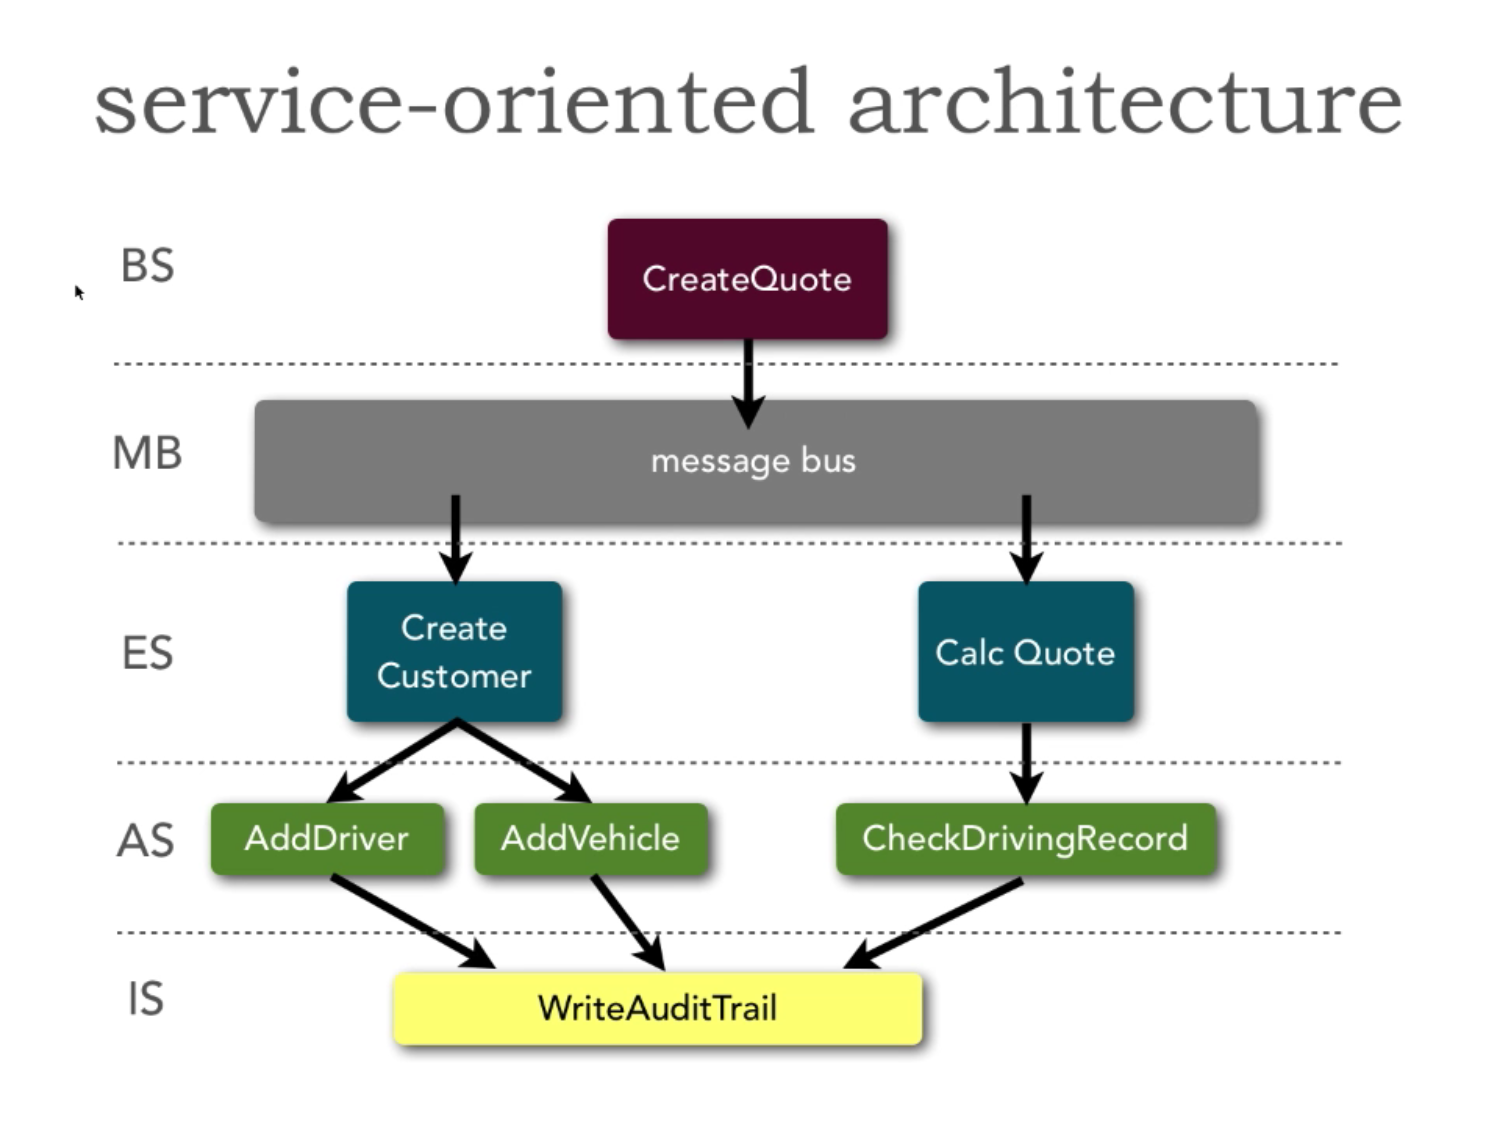 service-oriented architecture
BS
CreateQuote
MB
message bus
ES
Create
Customer
Calc Quote
AS
AddDriver
AddVehicle
CheckDrivingRecord
IS
WriteAuditTrail